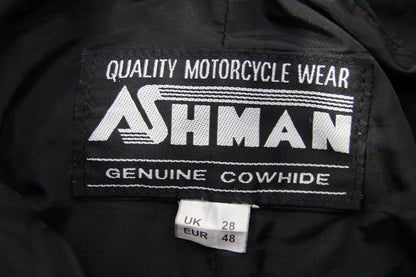 QUALITY MOTORCYCLE WEAR
ASHMAN
GENUINE COWHIDE
UK 28
EUR 48